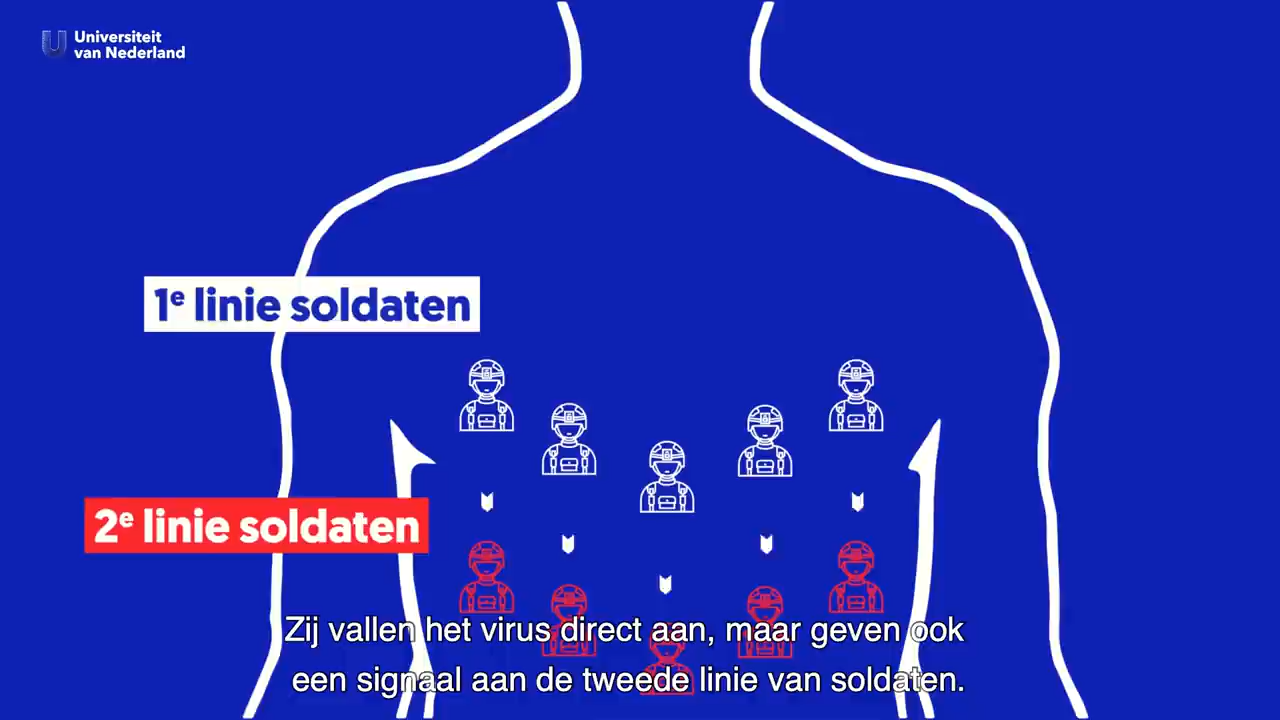 Universiteit
van Nederland
1e linie soldaten
2e linie soldaten
Zij vallen het virus direct aan, maar geven ook
een signaal aan de tweede linie van soldaten.